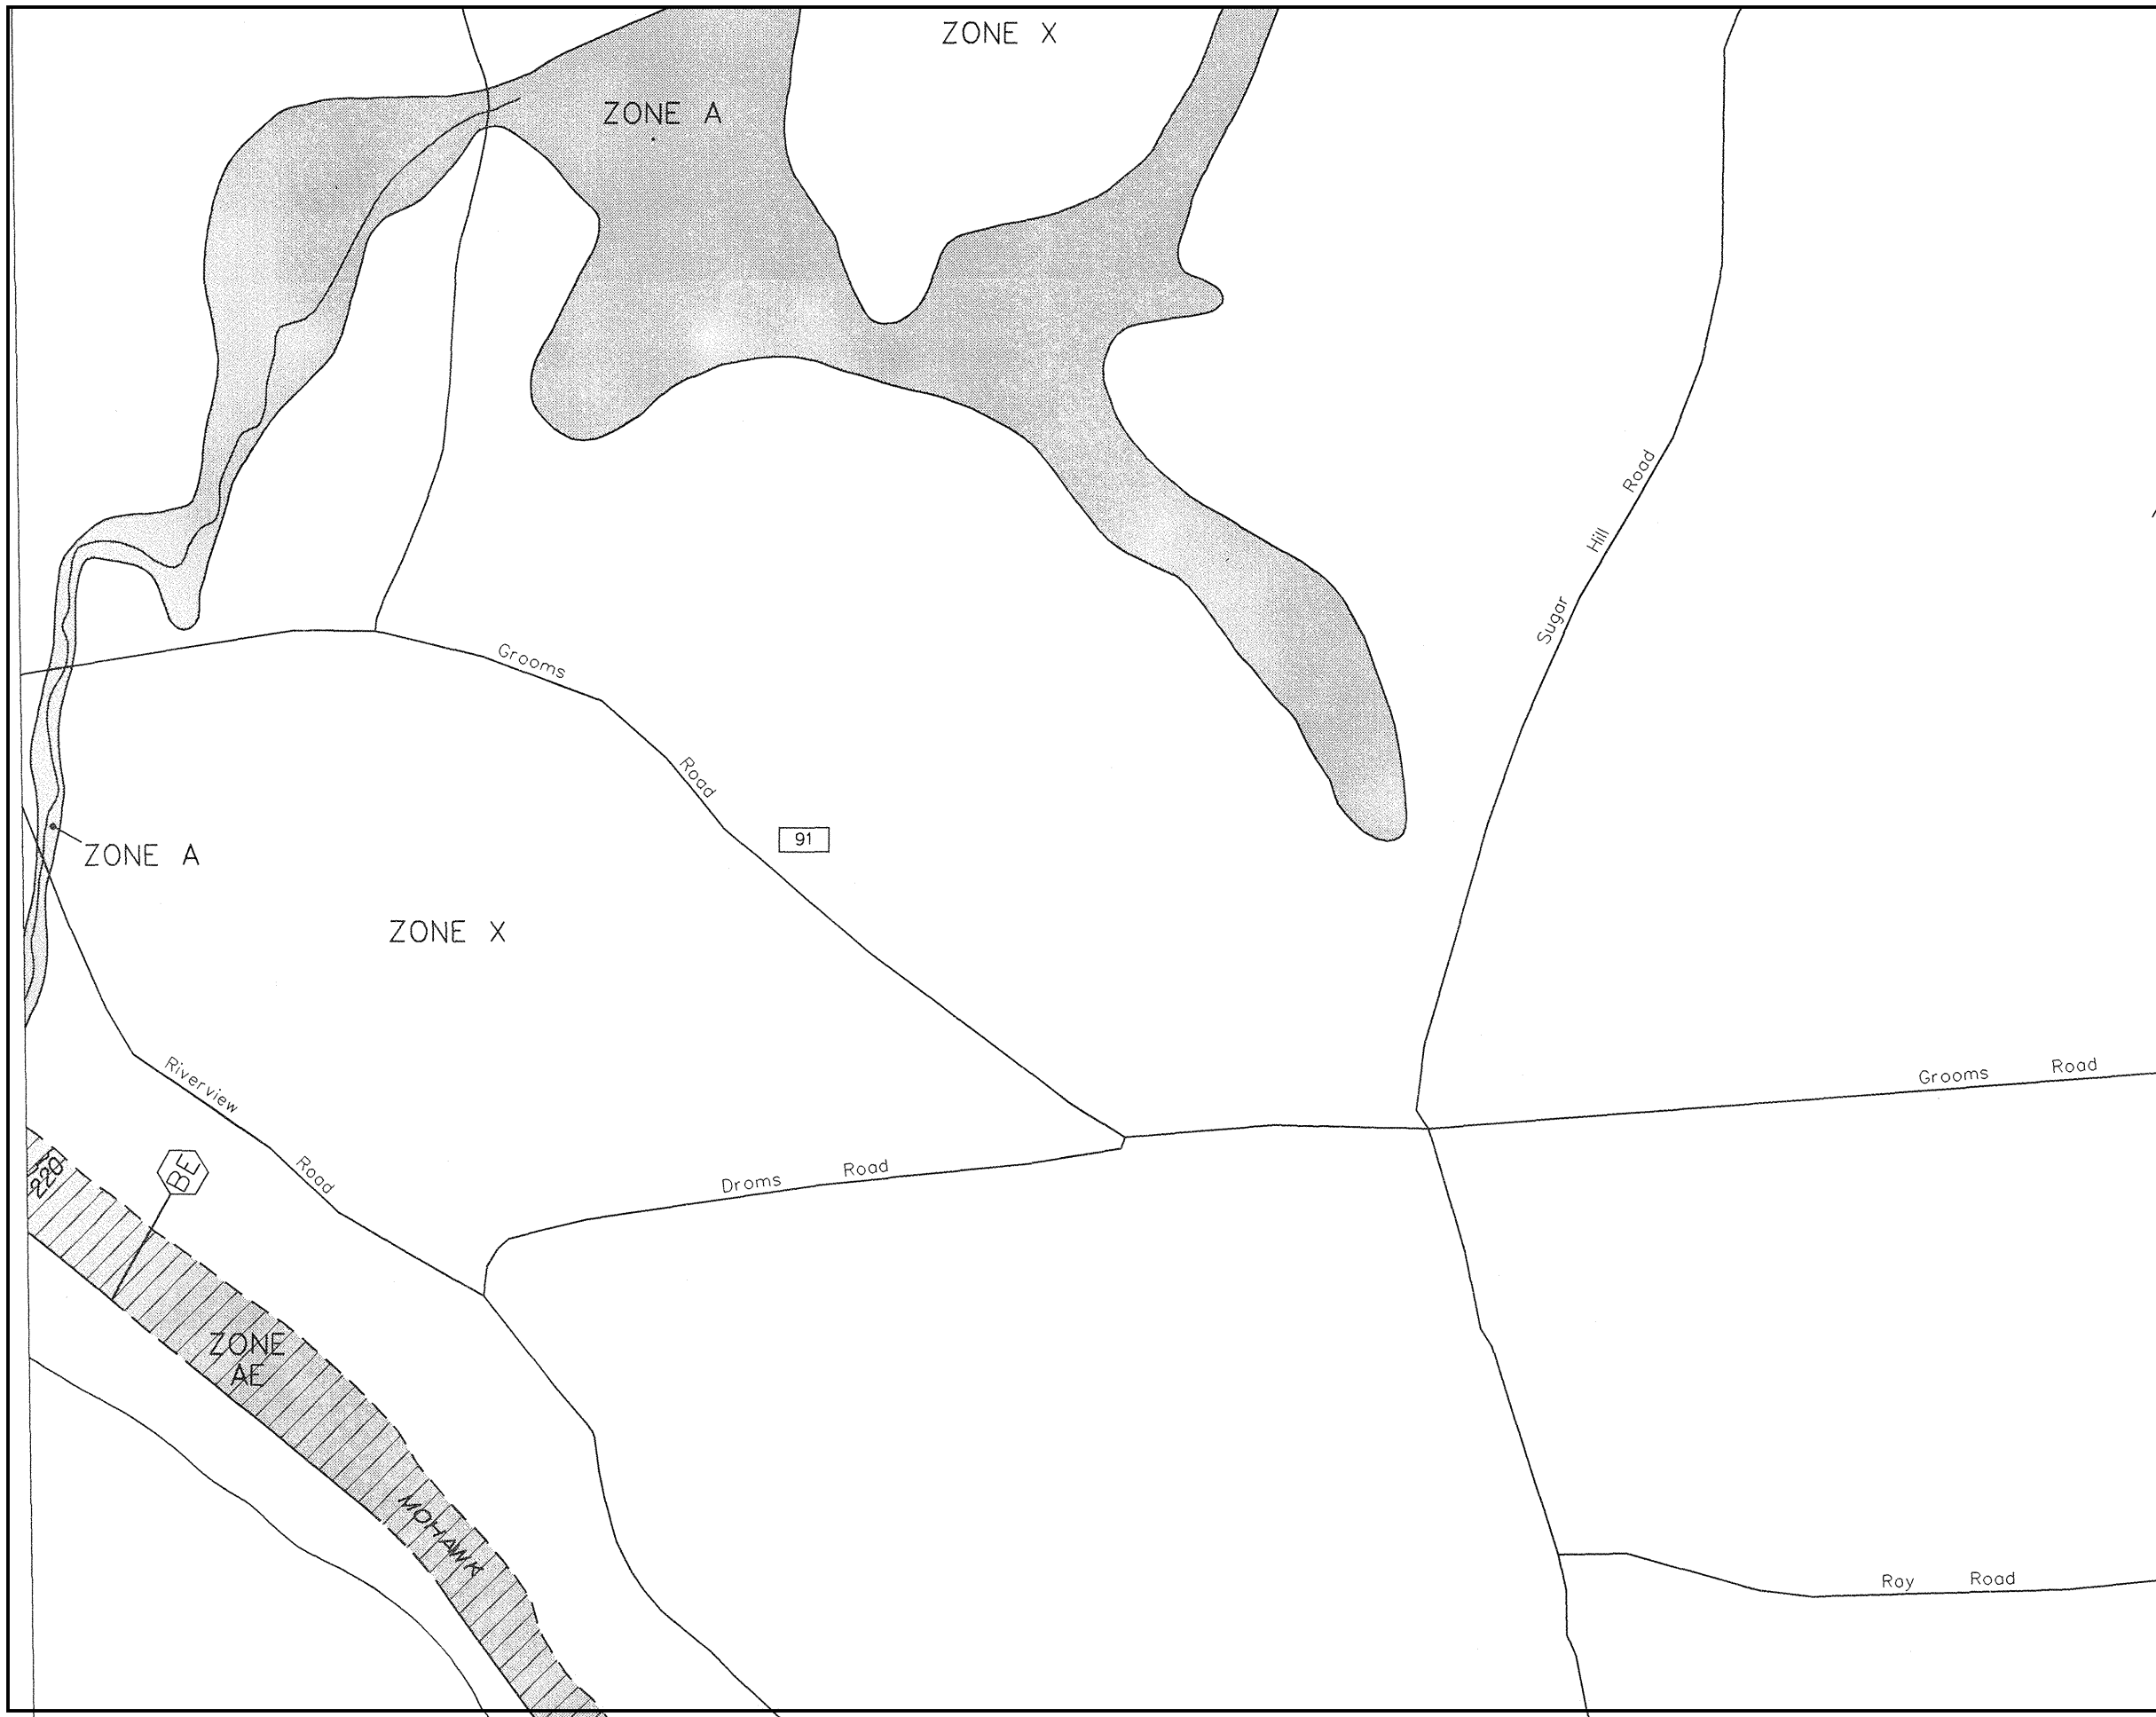 ZONE X
ZONE A
Road
Hill
Sugar
Grooms
Road
91
ZONE A
ZONE X
Grooms Road
Riverview
Road
Droms Road
220
BE
ZONE
AE
MOHAWK
Roy Road